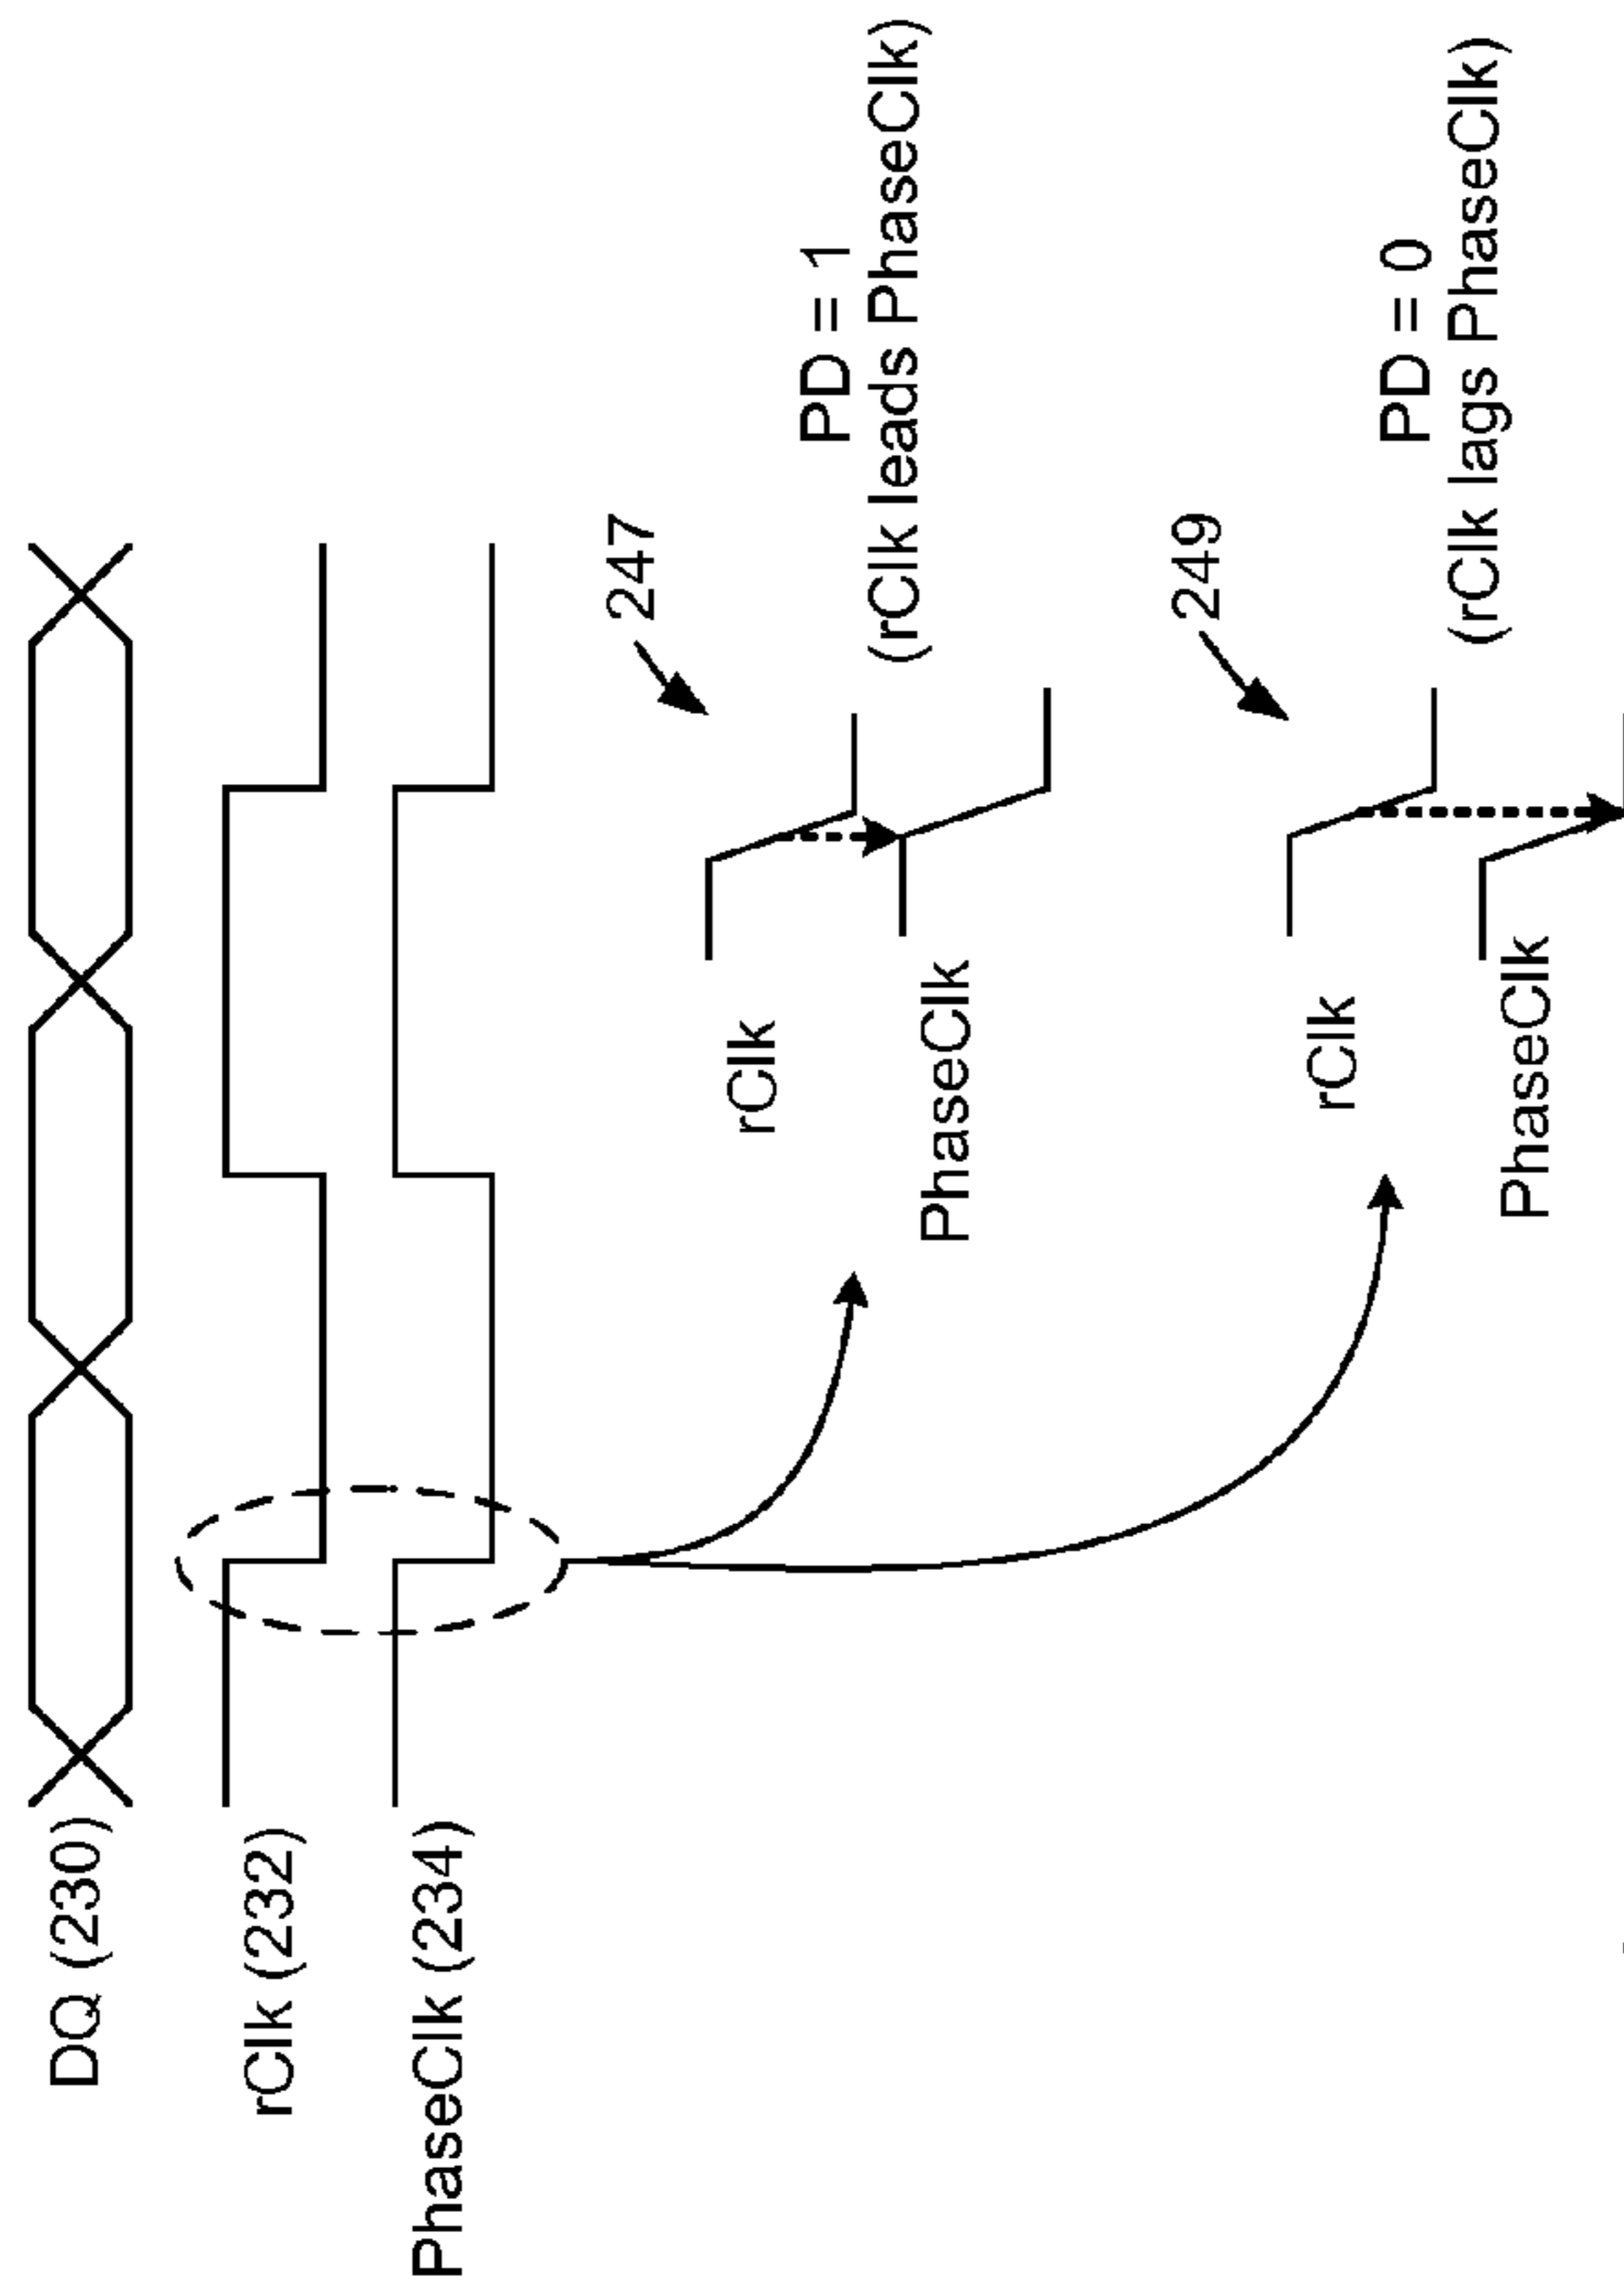 DQ (230)
rClk (232)
PhaseClk (234)
247
rClk
PhaseClk
PD = 1
(rClk leads PhaseClk)
249
rClk
PhaseClk
PD = 0
(rClk lags PhaseClk)